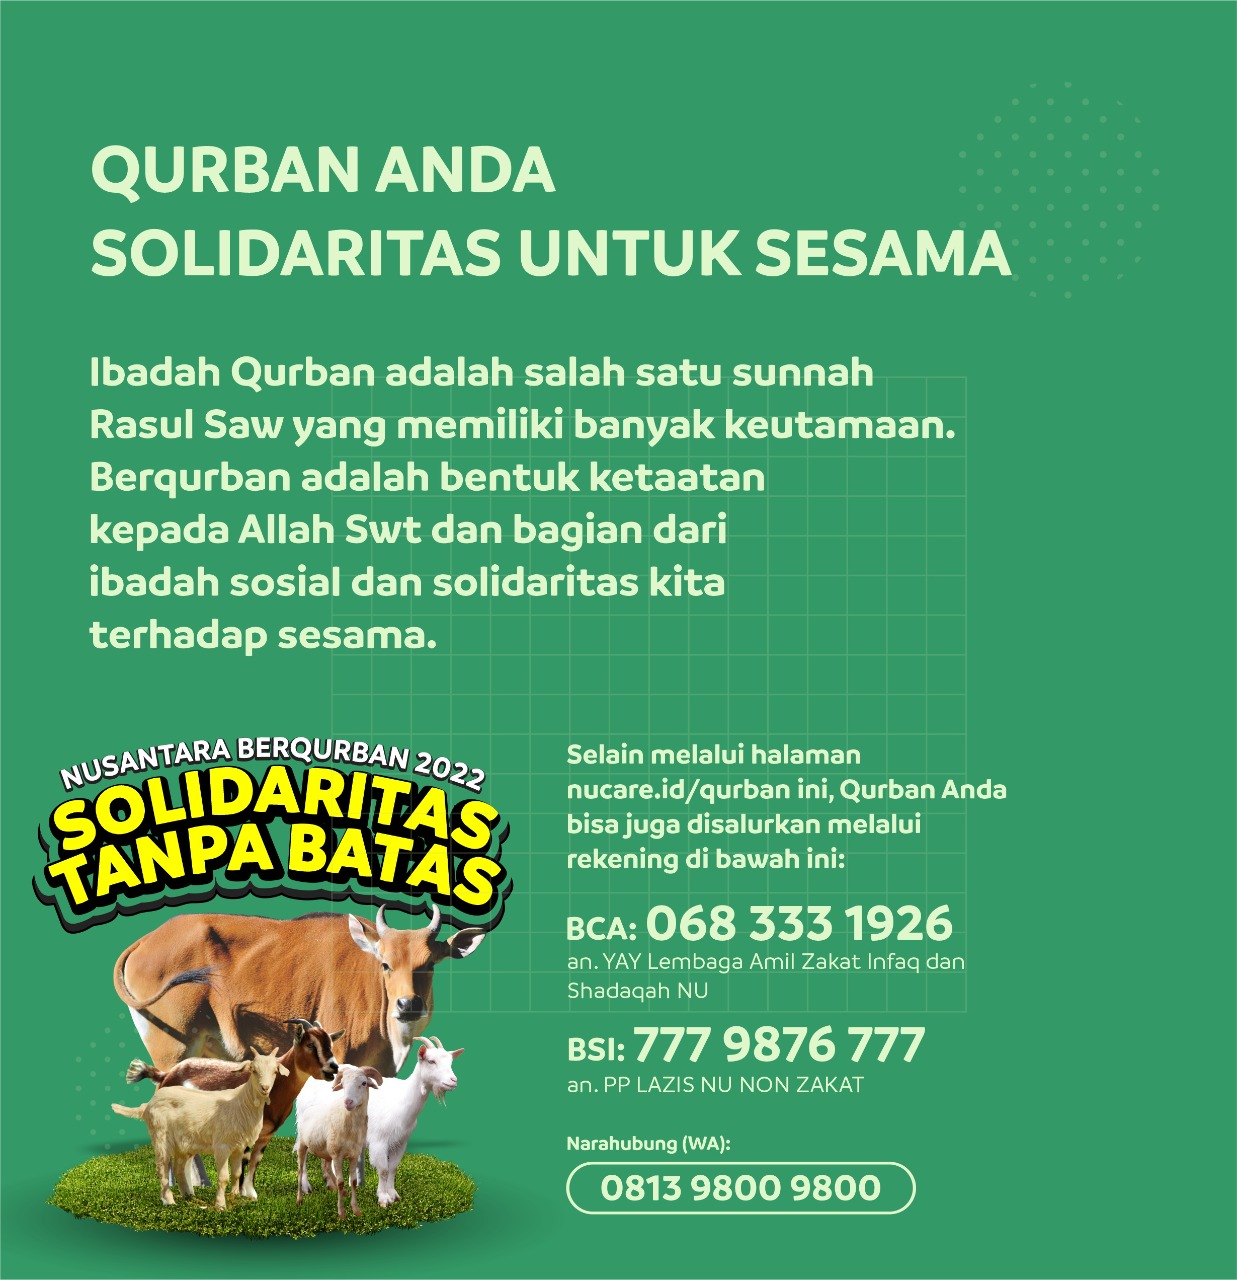 QURBAN ANDA
SOLIDARITAS UNTUK SESAMA
Ibadah Qurban adalah salah satu sunnah
Rasul Saw yang memiliki banyak keutamaan.
Berqurban adalah bentuk ketaatan
kepada Allah Swt dan bagian dari
ibadah sosial dan solidaritas kita
terhadap sesama.
NUSANTARA BERQURBAN 2022
SOLIDARITAS
TANPA BATAS
Selain melalui halaman
nucare.id/qurban ini, Qurban Anda
bisa juga disalurkan melalui
rekening di bawah ini:
BCA: 068 333 1926
an. YAY Lembaga Amil Zakat Infaq dan
Shadaqah NU
BSI: 777 9876 777
an. PP LAZIS NU NON ZAKAT
Narahubung (WA):
0813 9800 9800